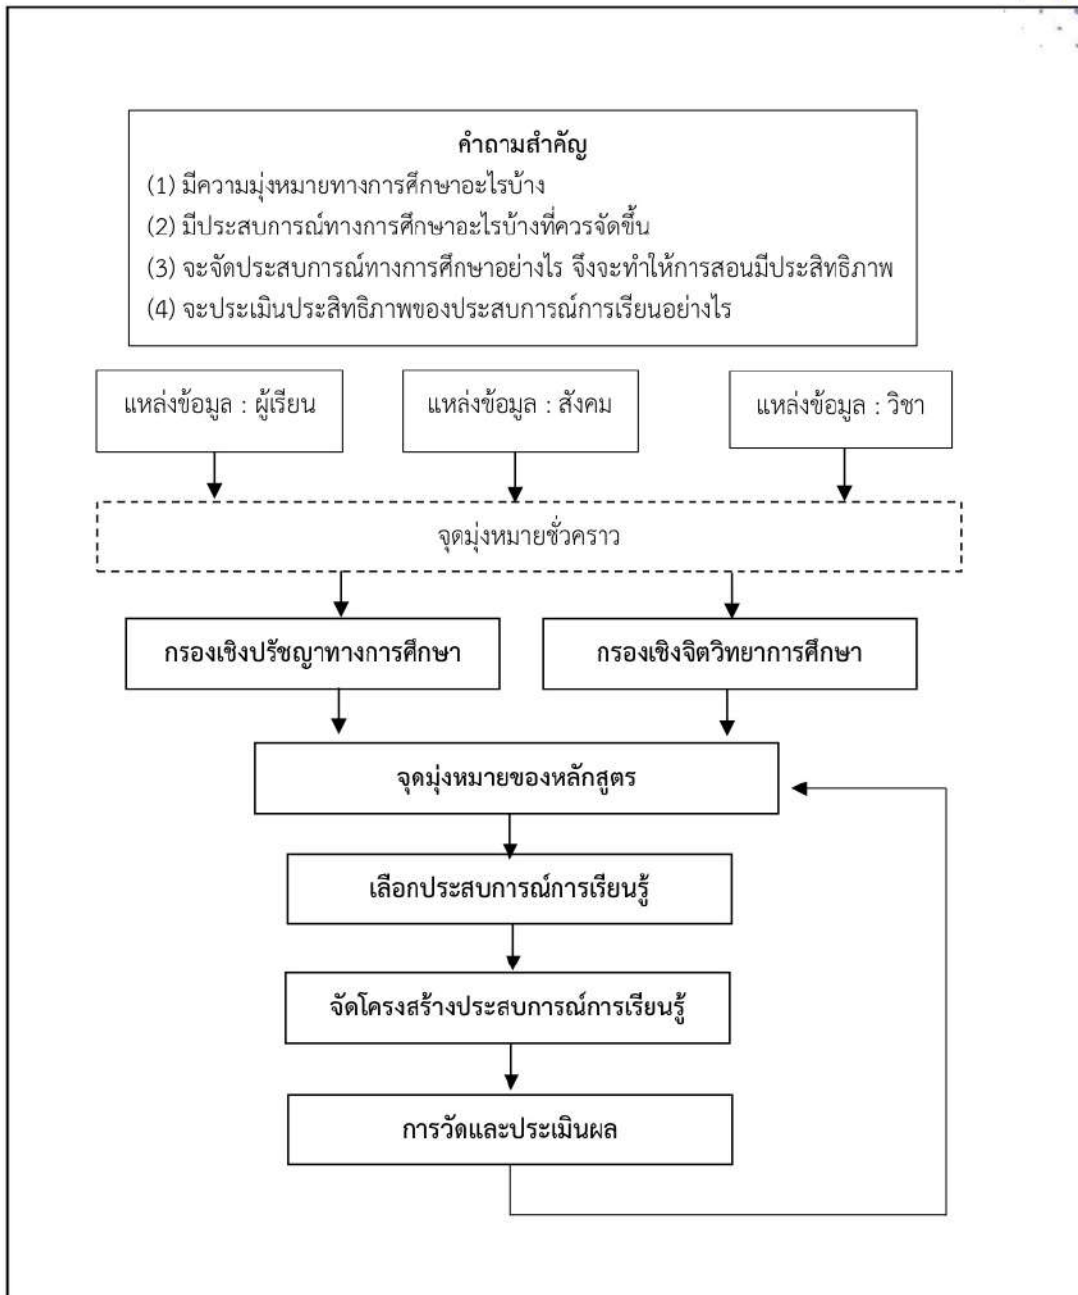 คำถามสำคัญ
(1) มีความมุ่งหมายทางการศึกษาอะไรบ้าง
(2) มีประสบการณ์ทางการศึกษาอะไรบ้างที่ควรจัดขึ้น
(3) จะจัดประสบการณ์ทางการศึกษาอย่างไร จึงจะทำให้การสอนมีประสิทธิภาพ
(4) จะประเมินประสิทธิภาพของประสบการณ์การเรียนอย่างไร
แหล่งข้อมูล : ผู้เรียน
แหล่งข้อมูล : สังคม
แหล่งข้อมูล : วิชา
จุดมุ่งหมายชั่วคราว
กรองเชิงปรัชญาทางการศึกษา
กรองเชิงจิตวิทยาการศึกษา
จุดมุ่งหมายของหลักสูตร
เลือกประสบการณ์การเรียนรู้
จัดโครงสร้างประสบการณ์การเรียนรู้
การวัดและประเมินผล